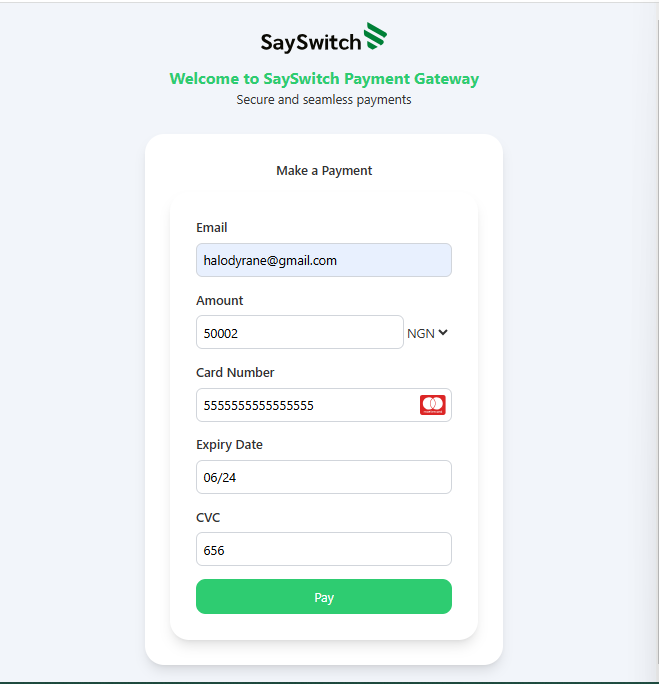 SaySwitch
Welcome to SaySwitch Payment Gateway
Secure and seamless payments
Make a Payment
Email
halodyrane@gmail.com
Amount
50002 NGN
Card Number
5555555555555555
Expiry Date
06/24
CVC
656
Pay